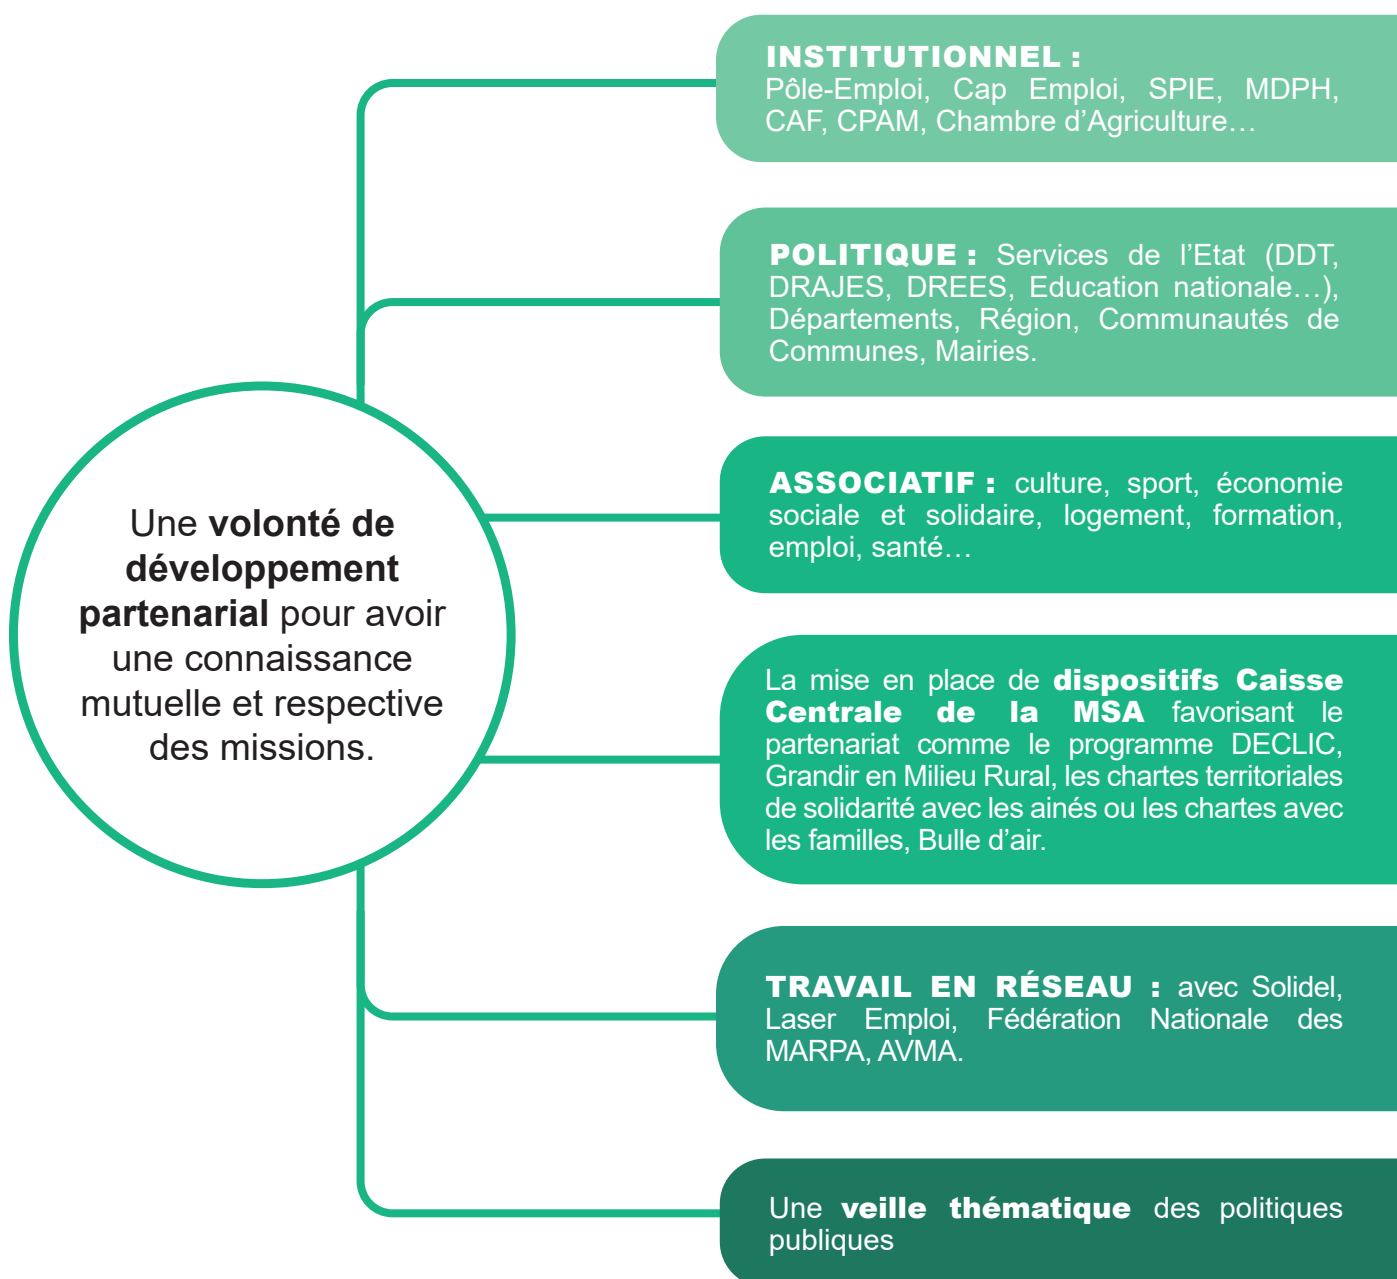 INSTITUTIONNEL :
Pôle-Emploi, Cap Emploi, SPIE, MDPH,
CAF, CPAM, Chambre d’Agriculture…
POLITIQUE : Services de l’Etat (DDT,
DRAJES, DREES, Education nationale…),
Départements, Région, Communautés de
Communes, Mairies.
ASSOCIATIF : culture, sport, économie
sociale et solidaire, logement, formation,
emploi, santé…
Une volonté de
développement
partenarial pour avoir
une connaissance
mutuelle et respective
des missions.
La mise en place de dispositifs Caisse
Centrale de la MSA favorisant le
partenariat comme le programme DECLIC,
Grandir en Milieu Rural, les chartes territoriales
de solidarité avec les ainés ou les chartes avec
les familles, Bulle d’air.
TRAVAIL EN RÉSEAU : avec Solidel,
Laser Emploi, Fédération Nationale des
MARPA, AVMA.
Une veille thématique des politiques
publiques